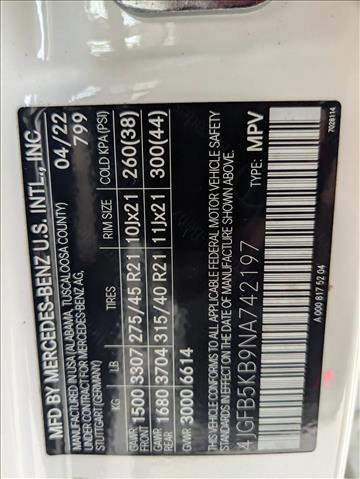 MFD BY MERCEDES-BENZ U.S. INTL., INC.
MANUFACTURED IN USA (ALABAMA, TUSCALOOSA COUNTY)
UNDER CONTRACT FOR MERCEDES-BENZ AG,
STUTTGART (GERMANY)
04/22
799
KG LB TIRES RIM SIZE COLD KPA(PSI)
GAWR FRONT 1500 3307 275/45 R21 10Jx21 260(38)
GAWR REAR 1680 3704 315/40 R21 11Jx21 300(44)
GVWR 3000 6614
THIS VEHICLE CONFORMS TO ALL APPLICABLE FEDERAL MOTOR VEHICLE SAFETY
STANDARDS IN EFFECT ON THE DATE OF MANUFACTURE SHOWN ABOVE.
4JGFB5KB9NA742197 TYPE: MPV
A 000 817 52 04
7028114